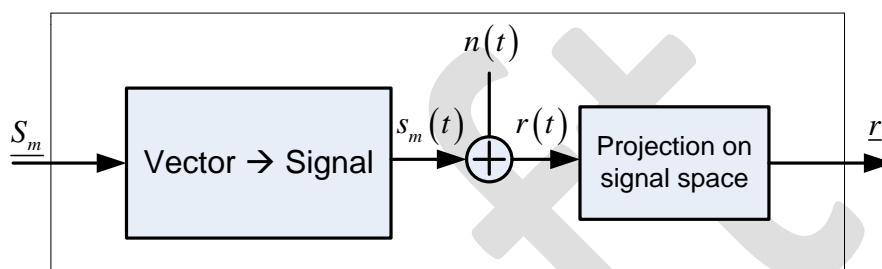 n(t)
S_m
s_m(t)
r(t)
r
Vector → Signal
Projection on
signal space